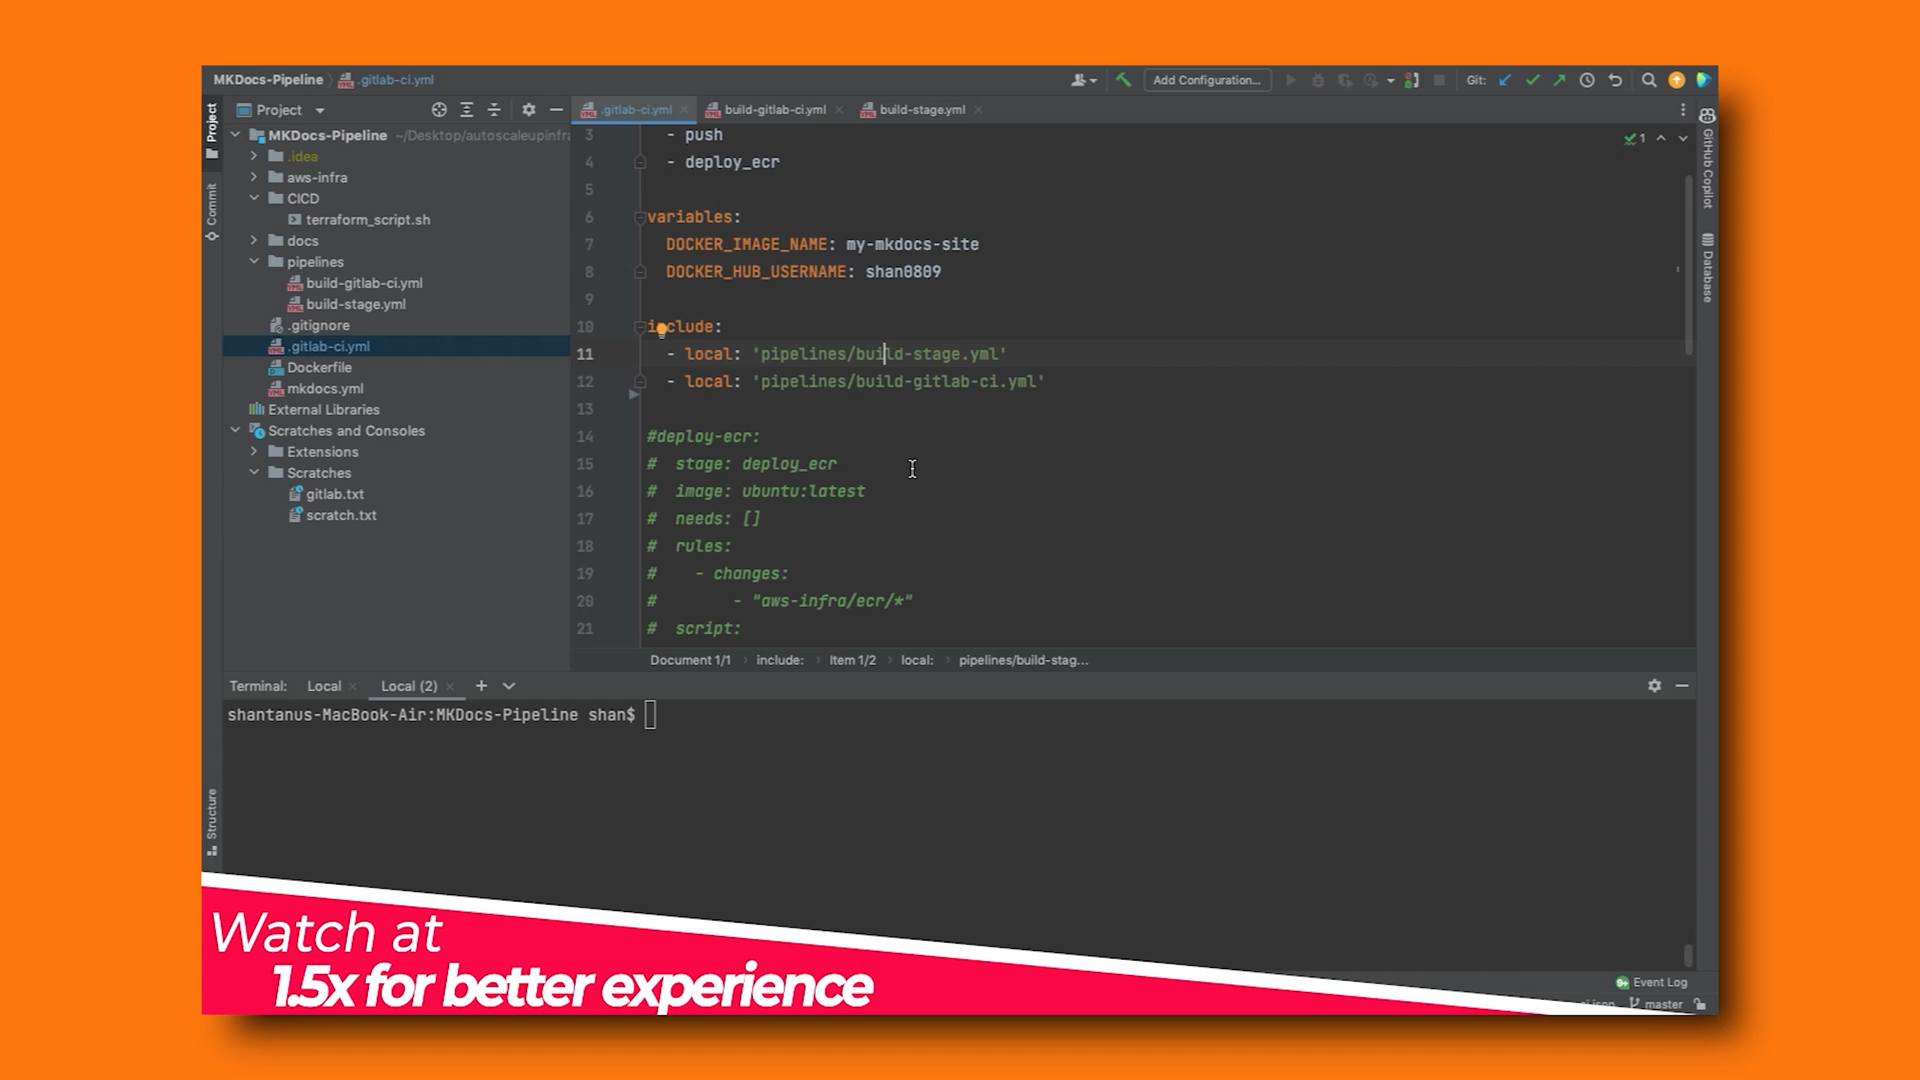 MKDocs-Pipeline
.gitlab-ci.yml
Add Configuration...
Git:
Project
.gitlab-ci.yml
build-gitlab-ci.yml
build-stage.yml
Project
Commit
Structure
MKDocs-Pipeline ~/Desktop/autoscaleupinfra
.idea
aws-infra
CICD
terraform_script.sh
docs
pipelines
build-gitlab-ci.yml
build-stage.yml
.gitignore
.gitlab-ci.yml
Dockerfile
mkdocs.yml
External Libraries
Scratches and Consoles
Extensions
Scratches
gitlab.txt
scratch.txt
3 - push
4 - deploy_ecr
5
6 variables:
7 DOCKER_IMAGE_NAME: my-mkdocs-site
8 DOCKER_HUB_USERNAME: shan0809
9
10 include:
11 - local: 'pipelines/build-stage.yml'
12 - local: 'pipelines/build-gitlab-ci.yml'
13
14 #deploy-ecr:
15 # stage: deploy_ecr
16 # image: ubuntu:latest
17 # needs: []
18 # rules:
19 # - changes:
20 # - "aws-infra/ecr/*"
21 # script:
1
GitHub Copilot
Database
Document 1/1 include: Item 1/2 local: pipelines/build-stag...
Terminal: Local Local (2)
shantanus-MacBook-Air:MKDocs-Pipeline shan$
Watch at
1.5x for better experience
Event Log
master